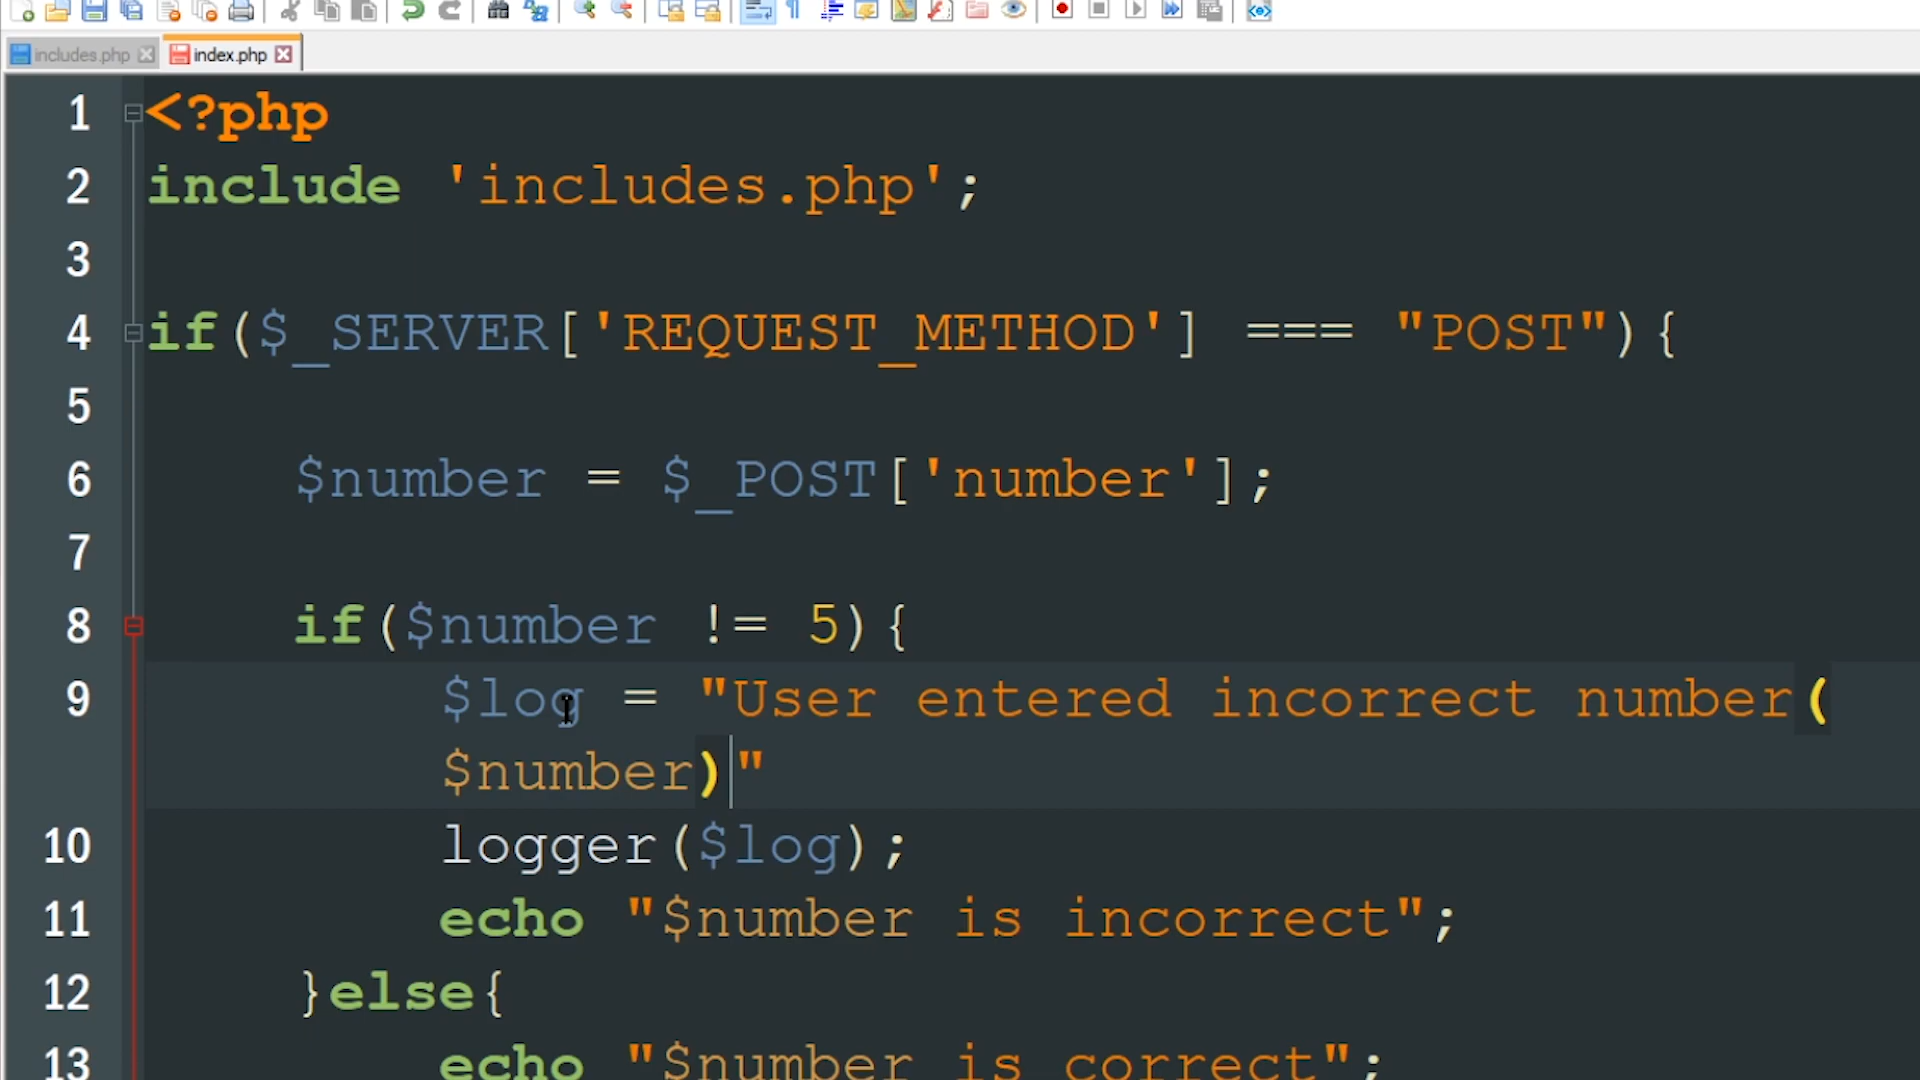 includes.php index.php
1 <?php
2 include 'includes.php';
3
4 if($_SERVER['REQUEST_METHOD'] === "POST"){
5
6 $number = $_POST['number'];
7
8 if($number != 5){
9 $log = "User entered incorrect number(
$number)"
10 logger($log);
11 echo "$number is incorrect";
12 }else{
13 echo "$number is correct";